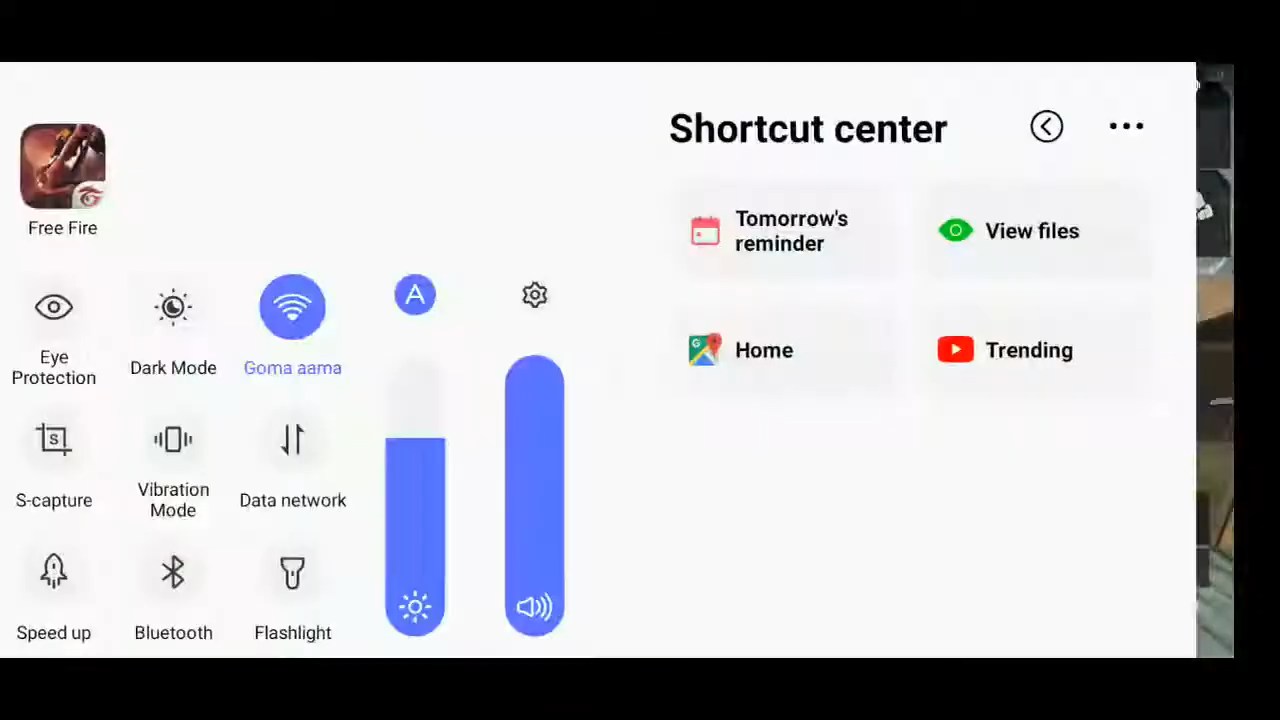 Shortcut center
Free Fire
Tomorrow's
reminder
View files
Home
Trending
A
Eye
Protection
Dark Mode
Goma aama
S
S-capture
Vibration
Mode
Data network
Speed up
Bluetooth
Flashlight